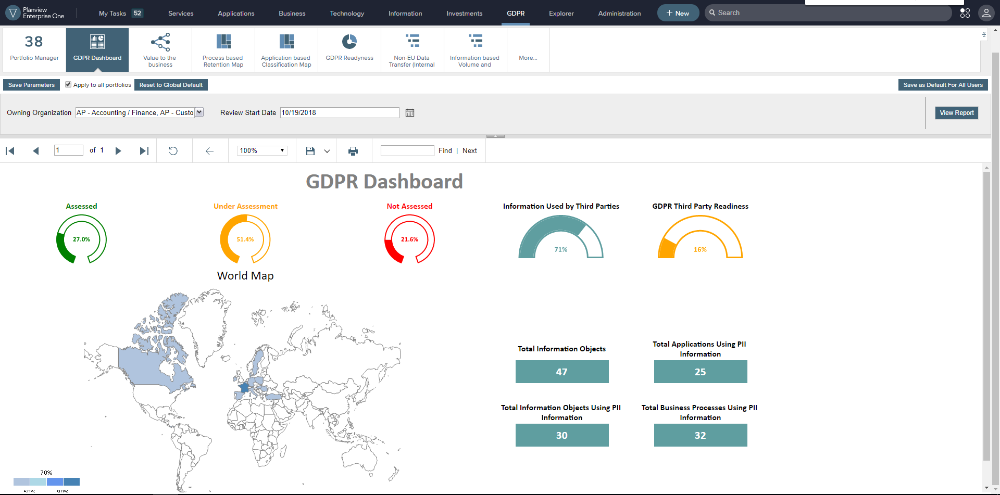 Planview
Enterprise One
My Tasks 52 Services Applications Business Technology Information Investments GDPR Explorer Administration + New Search
38
Portfolio Manager
GDPR Dashboard
Value to the
business
Process based
Retention Map
Application based
Classification Map
GDPR Readyness
Non-EU Data
Transfer (Internal
Information based
Volume and
More...
Save Parameters Apply to all portfolios Reset to Global Default Save as Default For All Users
Owning Organization AP - Accounting / Finance, AP - Custo Review Start Date 10/19/2018 View Report
1 of 1 100% Find | Next
GDPR Dashboard
Assessed Under Assessment Not Assessed Information Used by Third Parties GDPR Third Party Readiness
27.0% 51.4% 21.6% 71% 16%
World Map
Total Information Objects
47
Total Applications Using PII
Information
25
Total Information Objects Using PII
Information
30
Total Business Processes Using PII
Information
32
70%
50% 90%